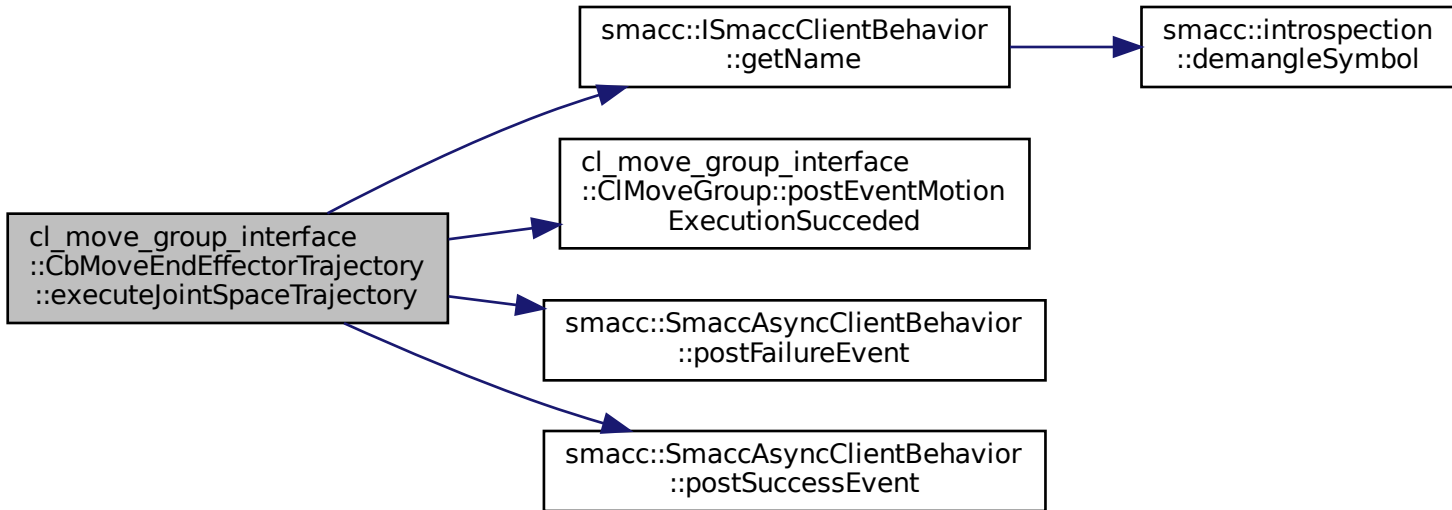 cl_move_group_interface
::CbMoveEndEffectorTrajectory
::executeJointSpaceTrajectory
smacc::ISmaccClientBehavior
::getName
smacc::introspection
::demangleSymbol
cl_move_group_interface
::ClMoveGroup::postEventMotion
ExecutionSucceded
smacc::SmaccAsyncClientBehavior
::postFailureEvent
smacc::SmaccAsyncClientBehavior
::postSuccessEvent